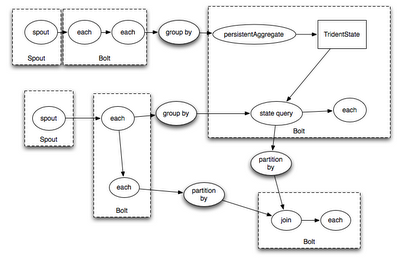 spout
each
each
group by
persistentAggregate
TridentState
Spout
Bolt
spout
each
group by
state query
each
Spout
Bolt
each
partition
by
partition
by
Bolt
join
each
Bolt